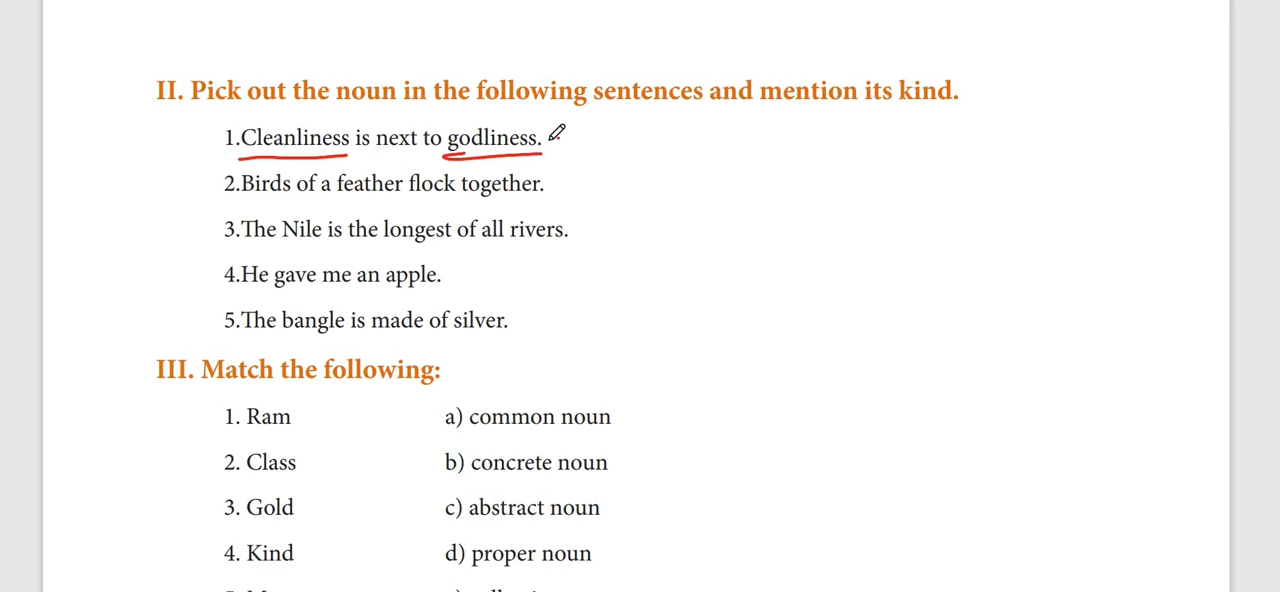 II. Pick out the noun in the following sentences and mention its kind.
1.Cleanliness is next to godliness.
2.Birds of a feather flock together.
3.The Nile is the longest of all rivers.
4.He gave me an apple.
5.The bangle is made of silver.
III. Match the following:
1. Ram a) common noun
2. Class b) concrete noun
3. Gold c) abstract noun
4. Kind d) proper noun